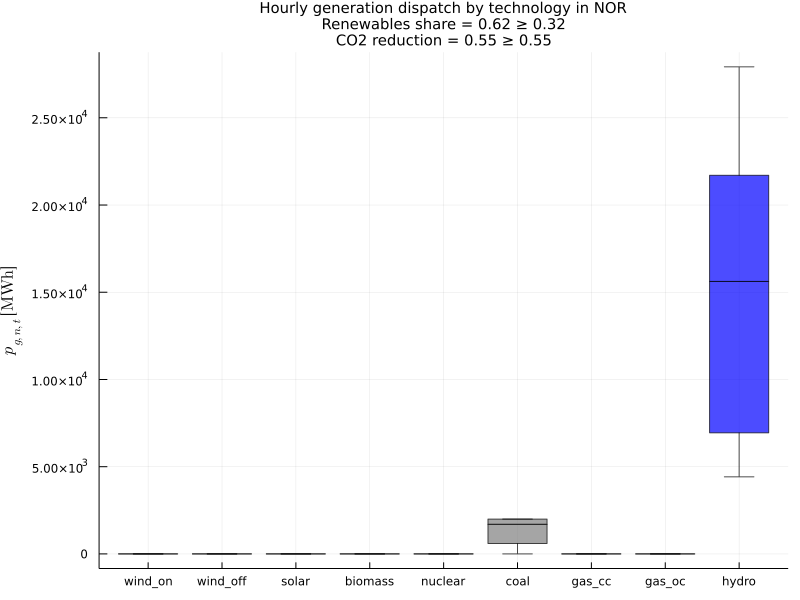 Hourly generation dispatch by technology in NOR
Renewables share = 0.62 ≥ 0.32
CO2 reduction = 0.55 ≥ 0.55
p_{g,n,t} [MWh]
2.50×10⁴
2.00×10⁴
1.50×10⁴
1.00×10⁴
5.00×10³
0
wind_on wind_off solar biomass nuclear coal gas_cc gas_oc hydro